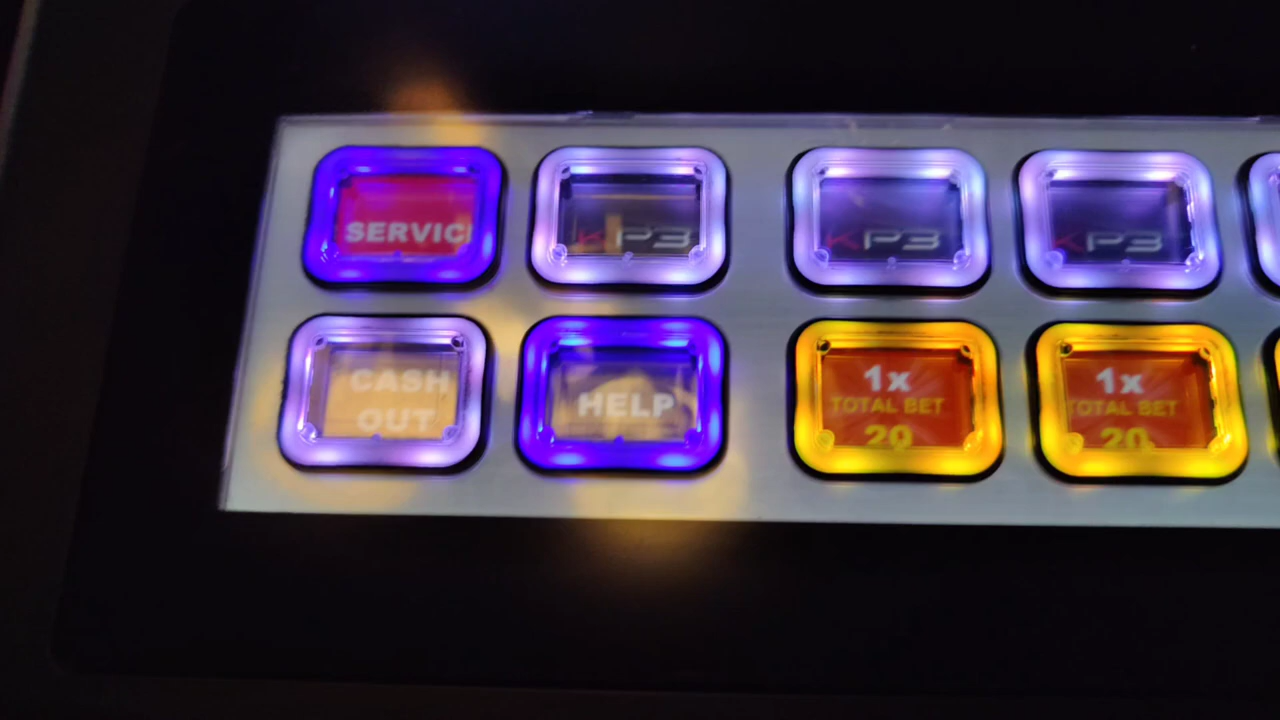 SERVIC
KP3
KP3
KP3
CASH
OUT
HELP
1x
TOTAL BET
20
1x
TOTAL BET
20